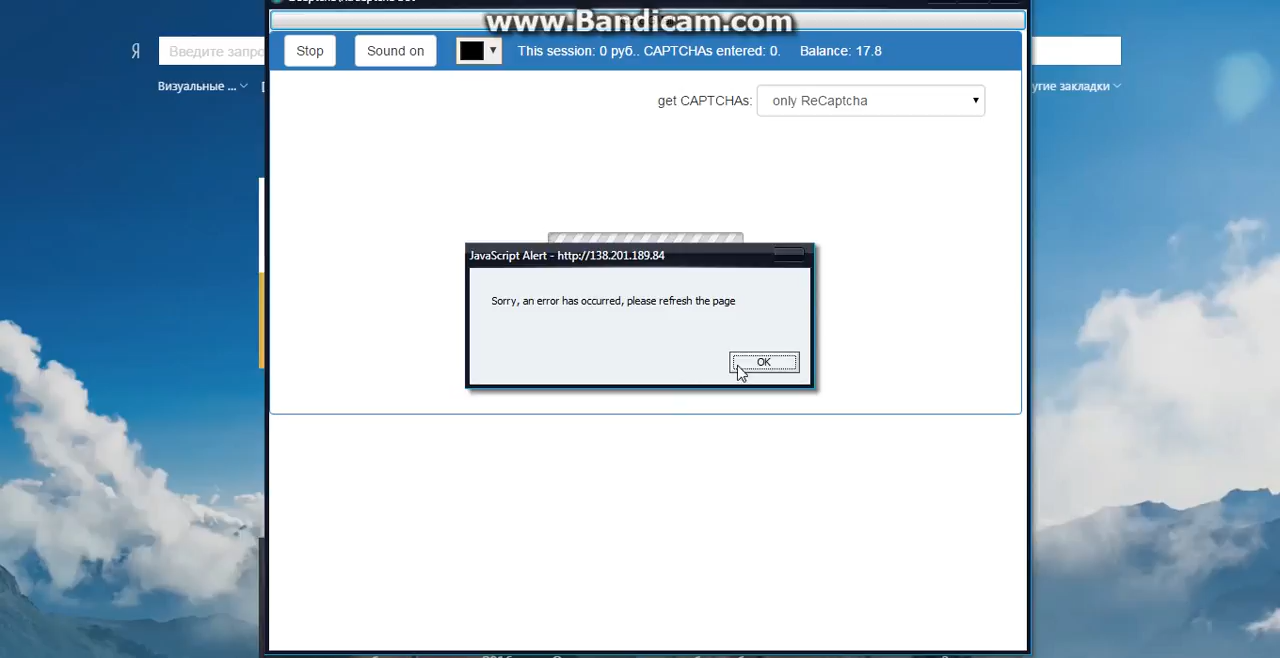 www.Bandicam.com
Я
Введите запро
Stop
Sound on
This session: 0 руб.. CAPTCHAs entered: 0.
Balance: 17.8
Визуальные ...
угие закладки
get CAPTCHAs:
only ReCaptcha
JavaScript Alert - http://138.201.189.84
Sorry, an error has occurred, please refresh the page
OK